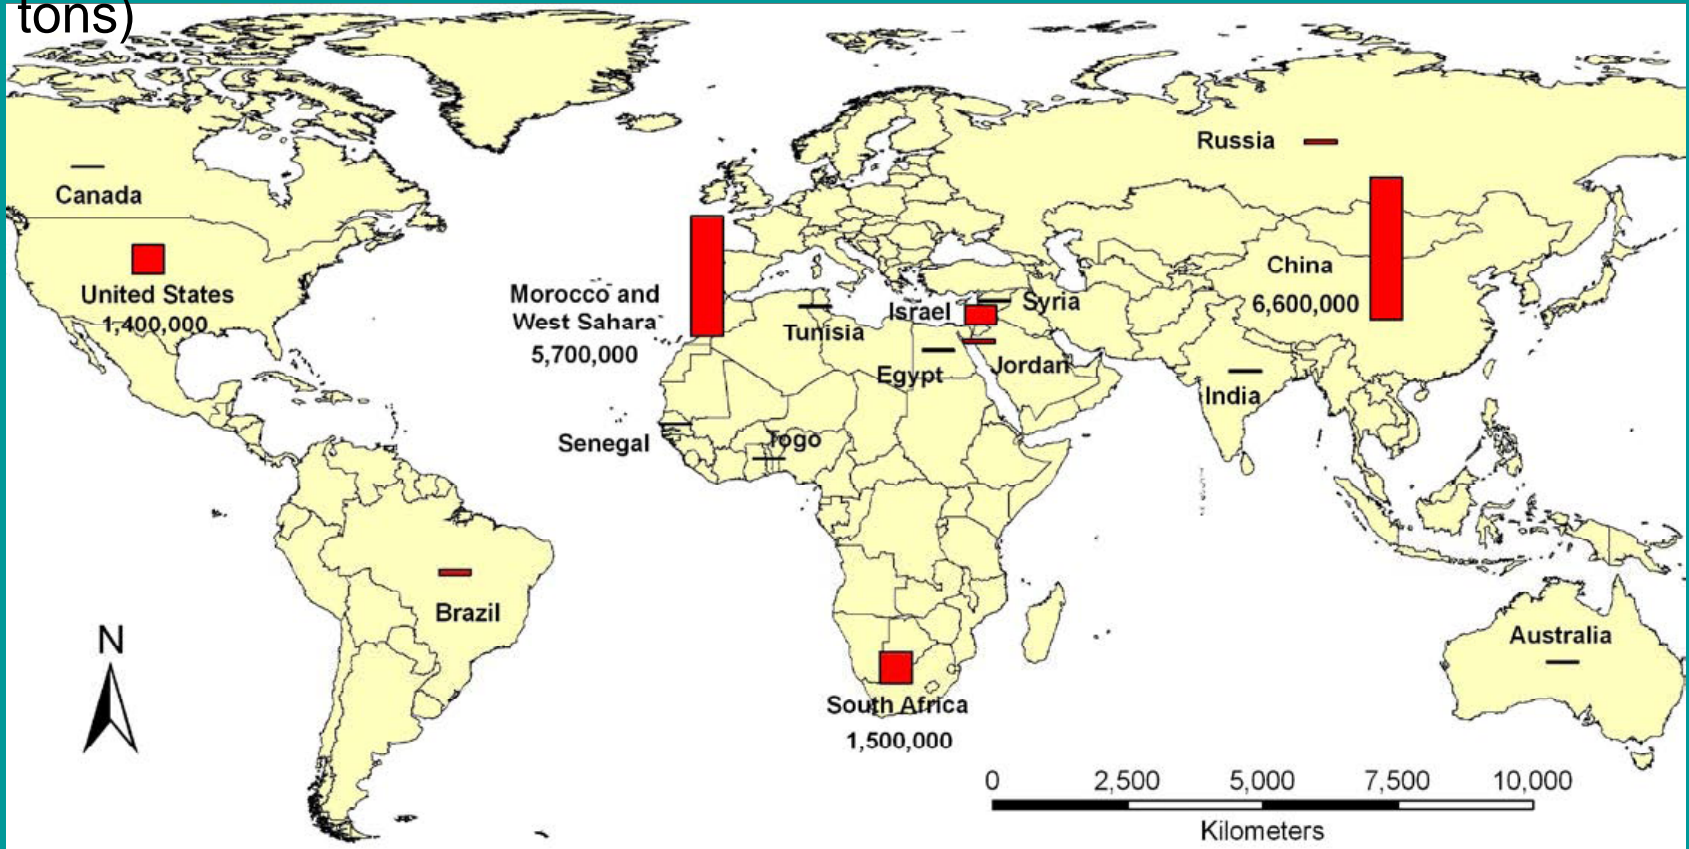 tons)
Russia
Canada
China
6,600,000
United States
1,400,000
Morocco and
West Sahara
5,700,000
Israel
Syria
Tunisia
Egypt
Jordan
India
Senegal
Togo
Brazil
N
Australia
South Africa
1,500,000
0 2,500 5,000 7,500 10,000
Kilometers